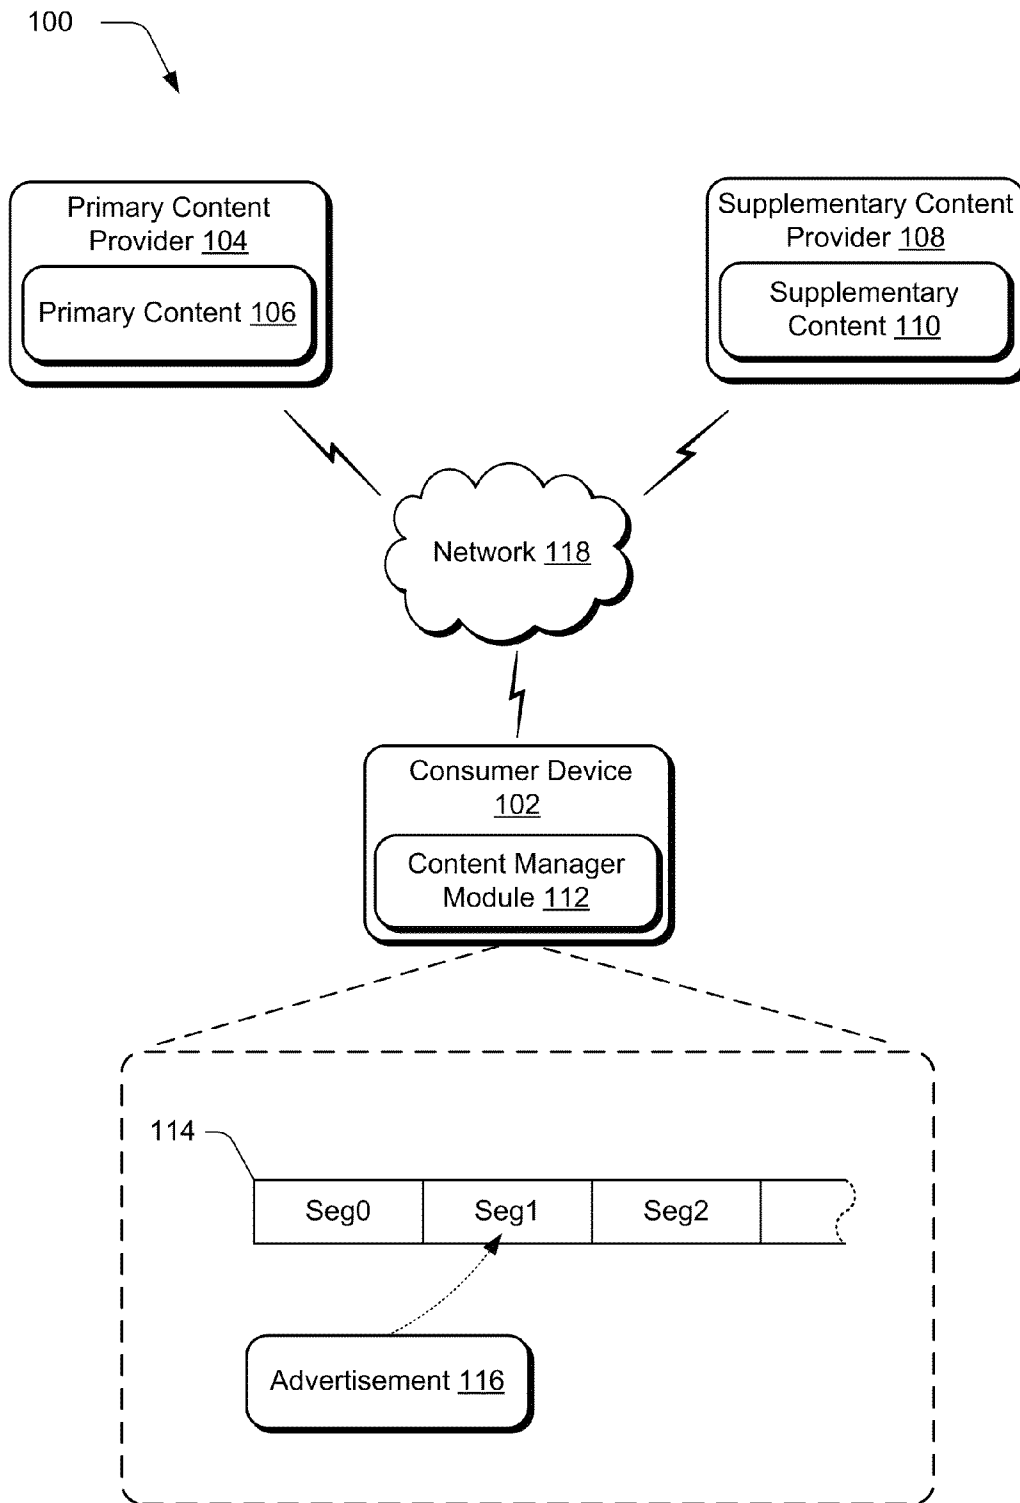 100
Primary Content
Provider 104
Primary Content 106
Supplementary Content
Provider 108
Supplementary
Content 110
Network 118
Consumer Device
102
Content Manager
Module 112
114
Seg0
Seg1
Seg2
Advertisement 116